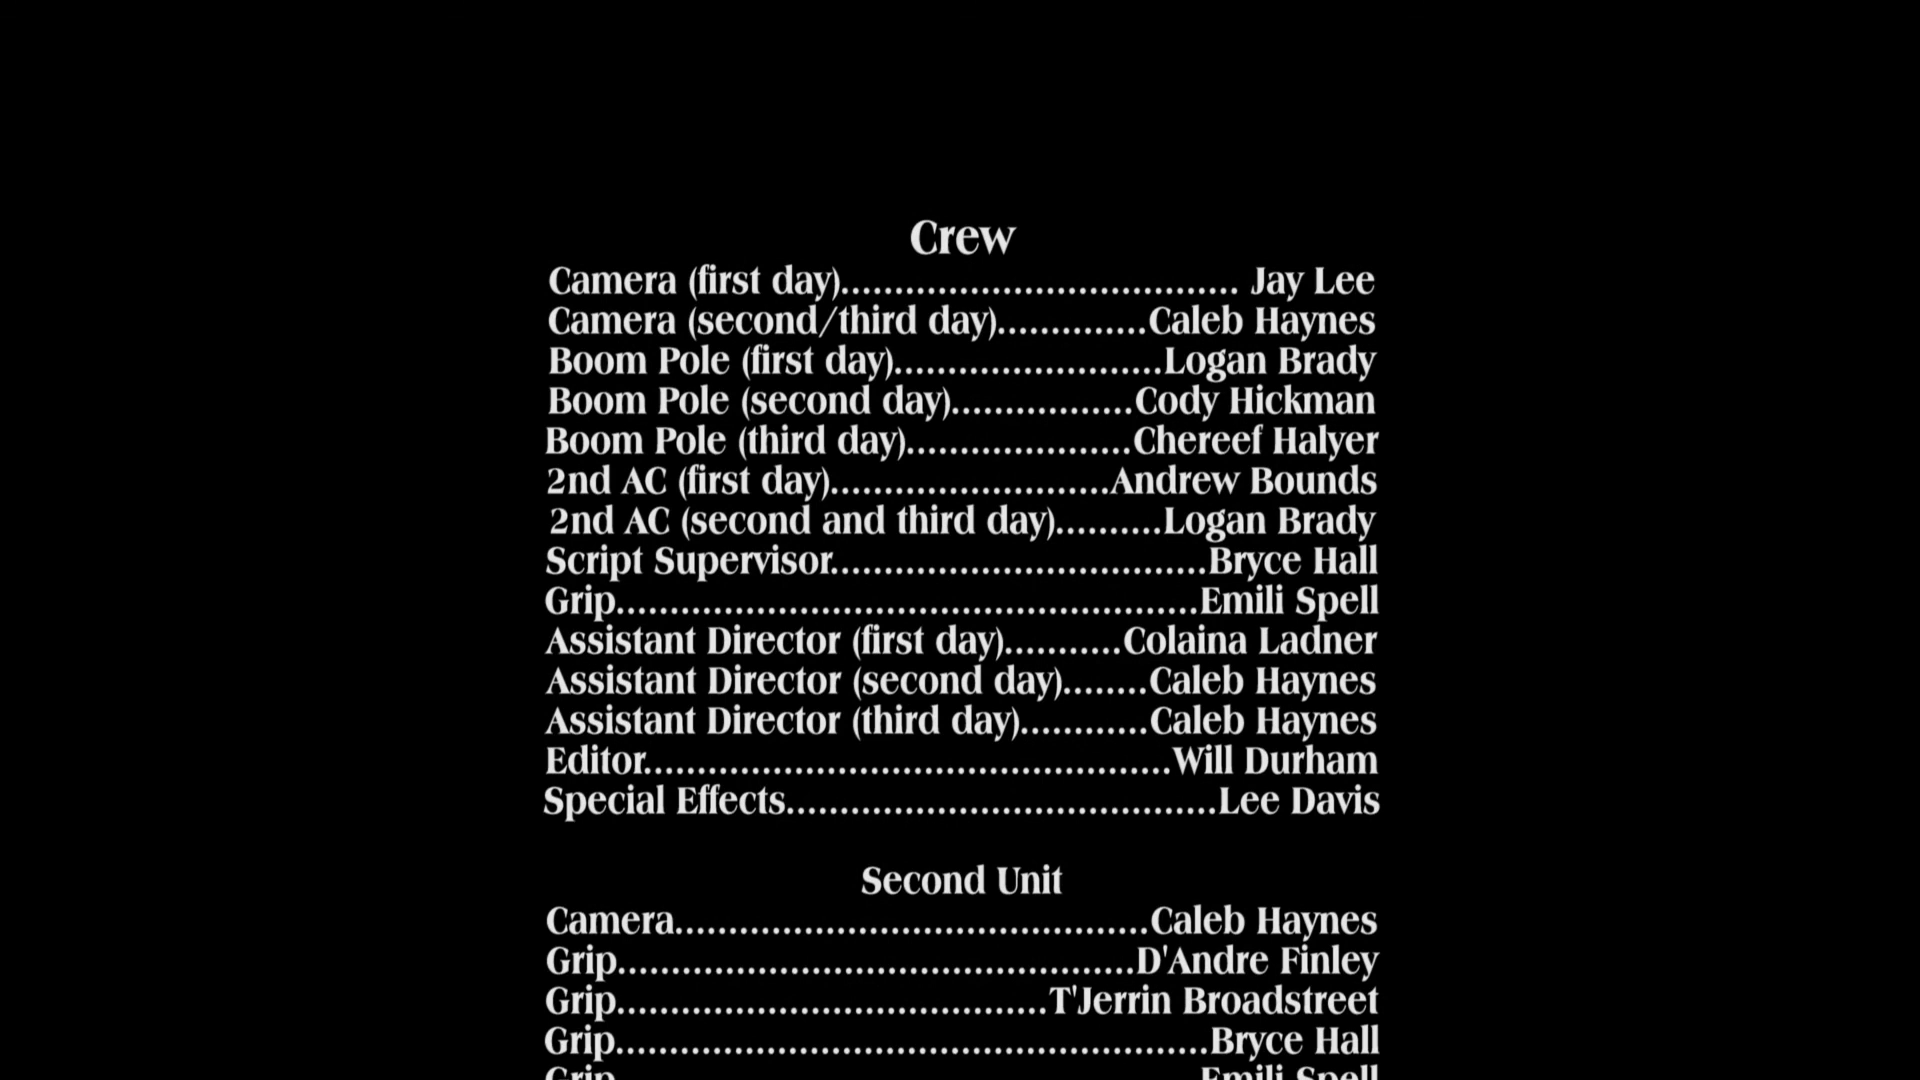 Crew
Camera (first day)..................................... Jay Lee
Camera (second/third day)..............Caleb Haynes
Boom Pole (first day).........................Logan Brady
Boom Pole (second day).................Cody Hickman
Boom Pole (third day).....................Chereef Halyer
2nd AC (first day)..........................Andrew Bounds
2nd AC (second and third day)..........Logan Brady
Script Supervisor...................................Bryce Hall
Grip......................................................Emili Spell
Assistant Director (first day)...........Colaina Ladner
Assistant Director (second day)........Caleb Haynes
Assistant Director (third day)............Caleb Haynes
Editor.................................................Will Durham
Special Effects........................................Lee Davis
Second Unit
Camera............................................Caleb Haynes
Grip................................................D'Andre Finley
Grip........................................T'Jerrin Broadstreet
Grip.......................................................Bryce Hall
Grip......................................................Emili Spell